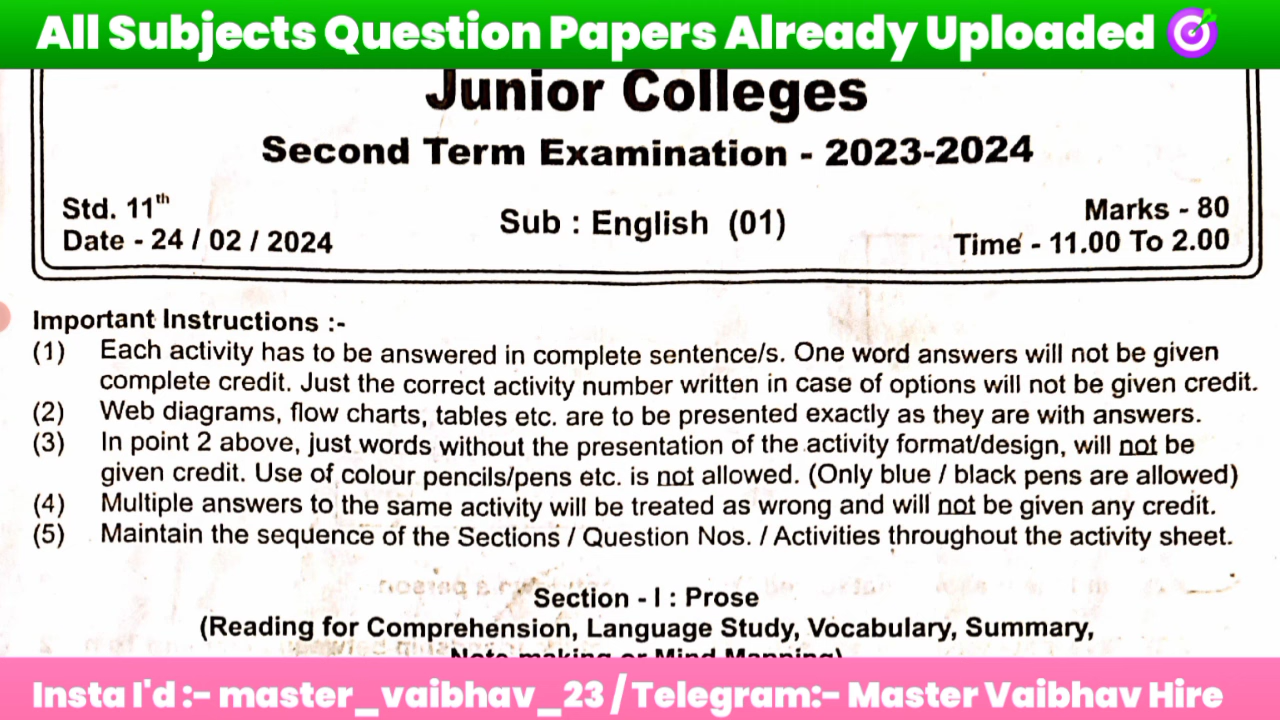 All Subjects Question Papers Already Uploaded 🎯
Junior Colleges
Second Term Examination - 2023-2024
Std. 11th
Date - 24 / 02 / 2024
Sub : English (01)
Marks - 80
Time - 11.00 To 2.00
Important Instructions :-
(1) Each activity has to be answered in complete sentence/s. One word answers will not be given
complete credit. Just the correct activity number written in case of options will not be given credit.
(2) Web diagrams, flow charts, tables etc. are to be presented exactly as they are with answers.
(3) In point 2 above, just words without the presentation of the activity format/design, will not be
given credit. Use of colour pencils/pens etc. is not allowed. (Only blue / black pens are allowed)
(4) Multiple answers to the same activity will be treated as wrong and will not be given any credit.
(5) Maintain the sequence of the Sections / Question Nos. / Activities throughout the activity sheet.
Section - I : Prose
(Reading for Comprehension, Language Study, Vocabulary, Summary,
Note-making or Mind Mapping)
Insta I'd :- master_vaibhav_23 / Telegram:- Master Vaibhav Hire